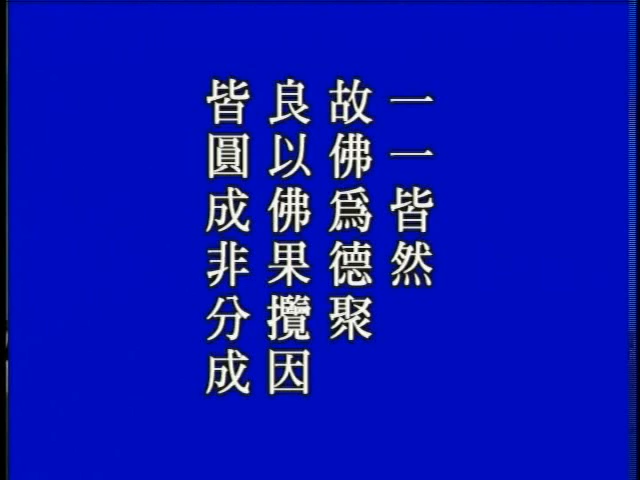 一一皆然
故佛爲德聚
良以佛果攬因
皆圓成非分成